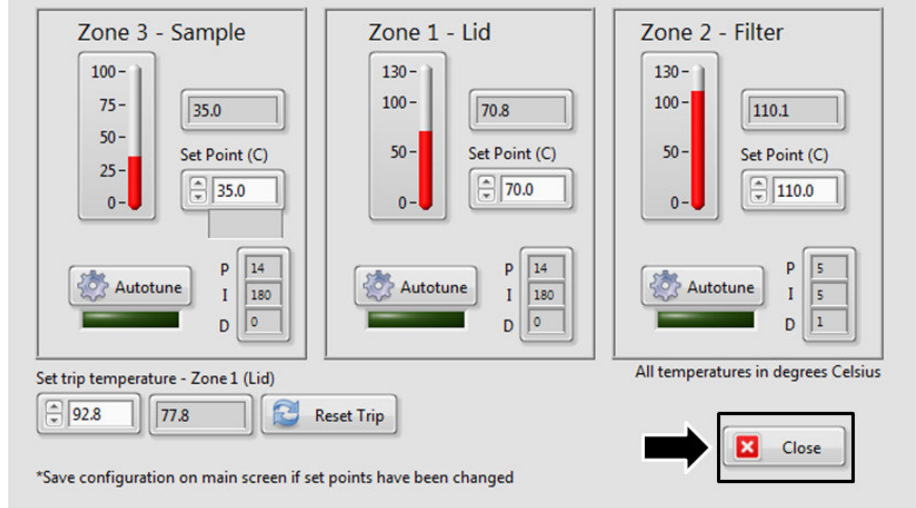 Zone 3 - Sample
100
75
50
25
0
35.0
Set Point (C)
35.0
Autotune
P 14
I 180
D 0
Zone 1 - Lid
130
100
50
0
70.8
Set Point (C)
70.0
Autotune
P 14
I 180
D 0
Zone 2 - Filter
130
100
50
0
110.1
Set Point (C)
110.0
Autotune
P 5
I 5
D 1
Set trip temperature - Zone 1 (Lid)
92.8 77.8 Reset Trip
All temperatures in degrees Celsius
Close
*Save configuration on main screen if set points have been changed